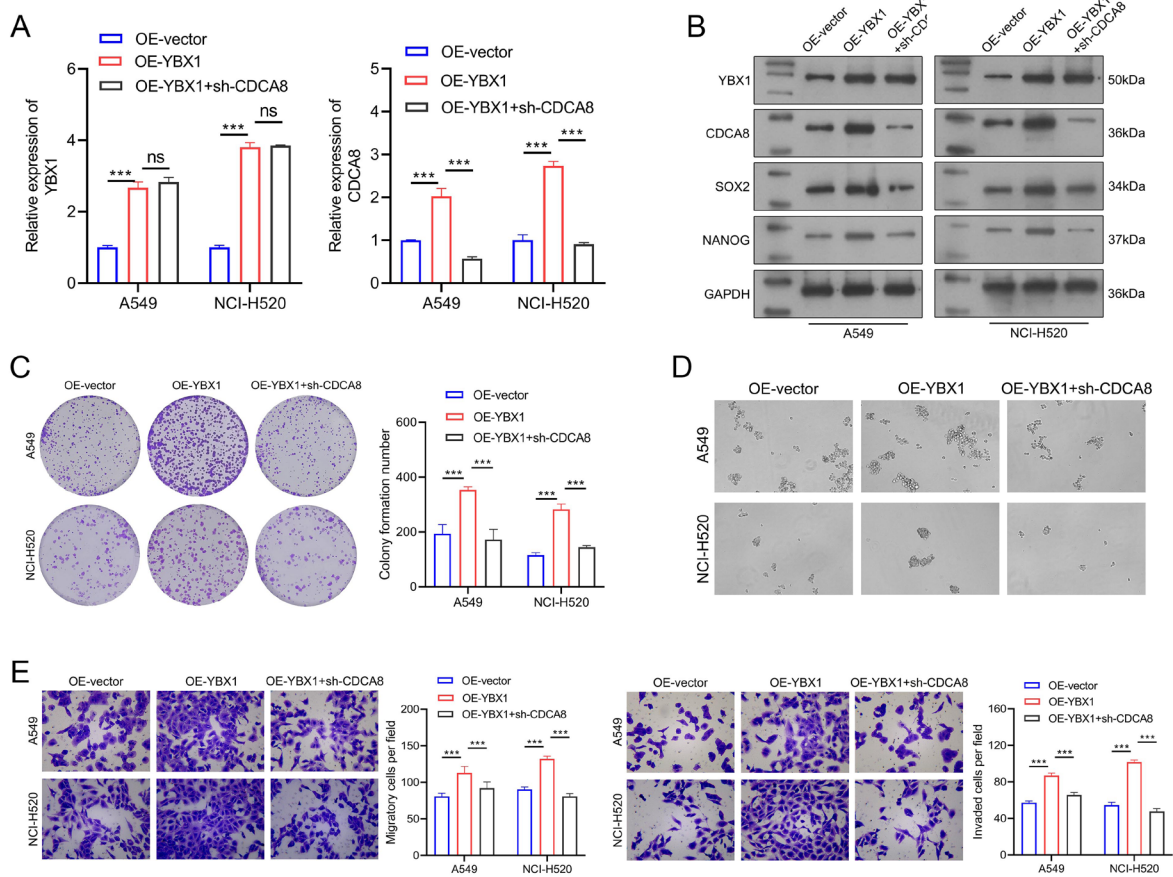 A
OE-vector
OE-YBX1
OE-YBX1+sh-CDCA8
Relative expression of
YBX1
6
4
2
0
***
ns
***
ns
A549
NCI-H520
OE-vector
OE-YBX1
OE-YBX1+sh-CDCA8
Relative expression of
CDCA8
5
4
3
2
1
0
***
***
***
***
A549
NCI-H520
B
OE-vector
OE-YBX1
+sh-CDC
OE-vector
OE-YBX1
OE-YBX1
+sh-CDCA8
YBX1
50kDa
CDCA8
36kDa
SOX2
34kDa
NANOG
37kDa
GAPDH
36kDa
A549
NCI-H520
C
OE-vector
OE-YBX1
OE-YBX1+sh-CDCA8
A549
NCI-H520
OE-vector
OE-YBX1
OE-YBX1+sh-CDCA8
Colony formation number
600
400
200
0
***
***
***
***
A549
NCI-H520
D
OE-vector
OE-YBX1
OE-YBX1+sh-CDCA8
A549
NCI-H520
E
OE-vector
OE-YBX1
OE-YBX1+sh-CDCA8
A549
NCI-H520
OE-vector
OE-YBX1
OE-YBX1+sh-CDCA8
Migratory cells per field
200
150
100
50
0
***
***
***
***
A549
NCI-H520
OE-vector
OE-YBX1
OE-YBX1+sh-CDCA8
A549
NCI-H520
OE-vector
OE-YBX1
OE-YBX1+sh-CDCA8
Invaded cells per field
160
120
80
40
0
***
***
***
***
A549
NCI-H520